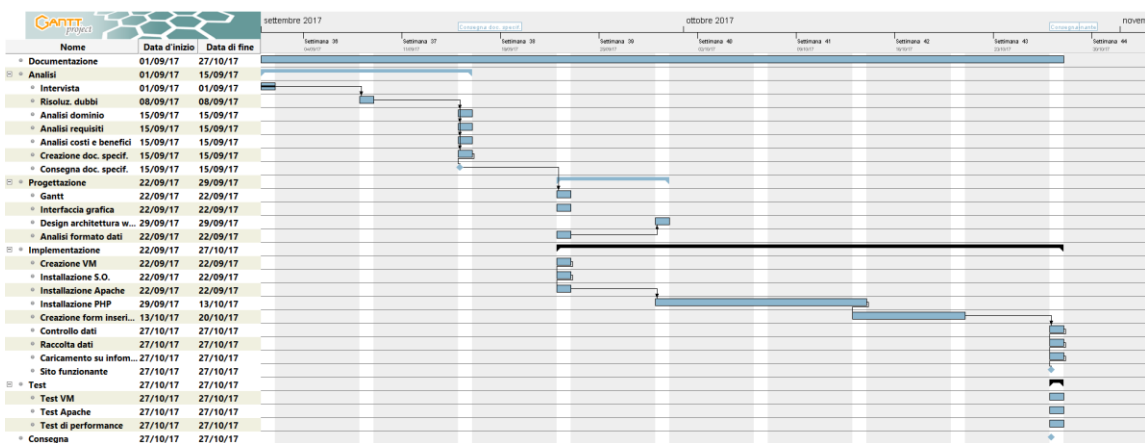 GANTT
project
settembre 2017
ottobre 2017
novem
Consegna doc. specif.
Settimana 36
Settimana 37
Settimana 38
Settimana 39
Settimana 40
Settimana 41
Settimana 42
Settimana 43
Settimana 44
Nome Data d'inizio Data di fine
Documentazione 01/09/17 27/10/17
Analisi 01/09/17 15/09/17
Intervista 01/09/17 01/09/17
Risoluz. dubbi 08/09/17 08/09/17
Analisi dominio 15/09/17 15/09/17
Analisi requisiti 15/09/17 15/09/17
Analisi costi e benefici 15/09/17 15/09/17
Creazione doc. specif. 15/09/17 15/09/17
Consegna doc. specif. 15/09/17 15/09/17
Progettazione 22/09/17 29/09/17
Gantt 22/09/17 22/09/17
Interfaccia grafica 22/09/17 22/09/17
Design architettura w... 29/09/17 29/09/17
Analisi formato dati 22/09/17 22/09/17
Implementazione 22/09/17 27/10/17
Creazione VM 22/09/17 22/09/17
Installazione S.O. 22/09/17 22/09/17
Installazione Apache 22/09/17 22/09/17
Installazione PHP 29/09/17 13/10/17
Creazione form inseri... 13/10/17 20/10/17
Controllo dati 27/10/17 27/10/17
Raccolta dati 27/10/17 27/10/17
Caricamento su infom... 27/10/17 27/10/17
Sito funzionante 27/10/17 27/10/17
Test 27/10/17 27/10/17
Test VM 27/10/17 27/10/17
Test Apache 27/10/17 27/10/17
Test di performance 27/10/17 27/10/17
Consegna 27/10/17 27/10/17